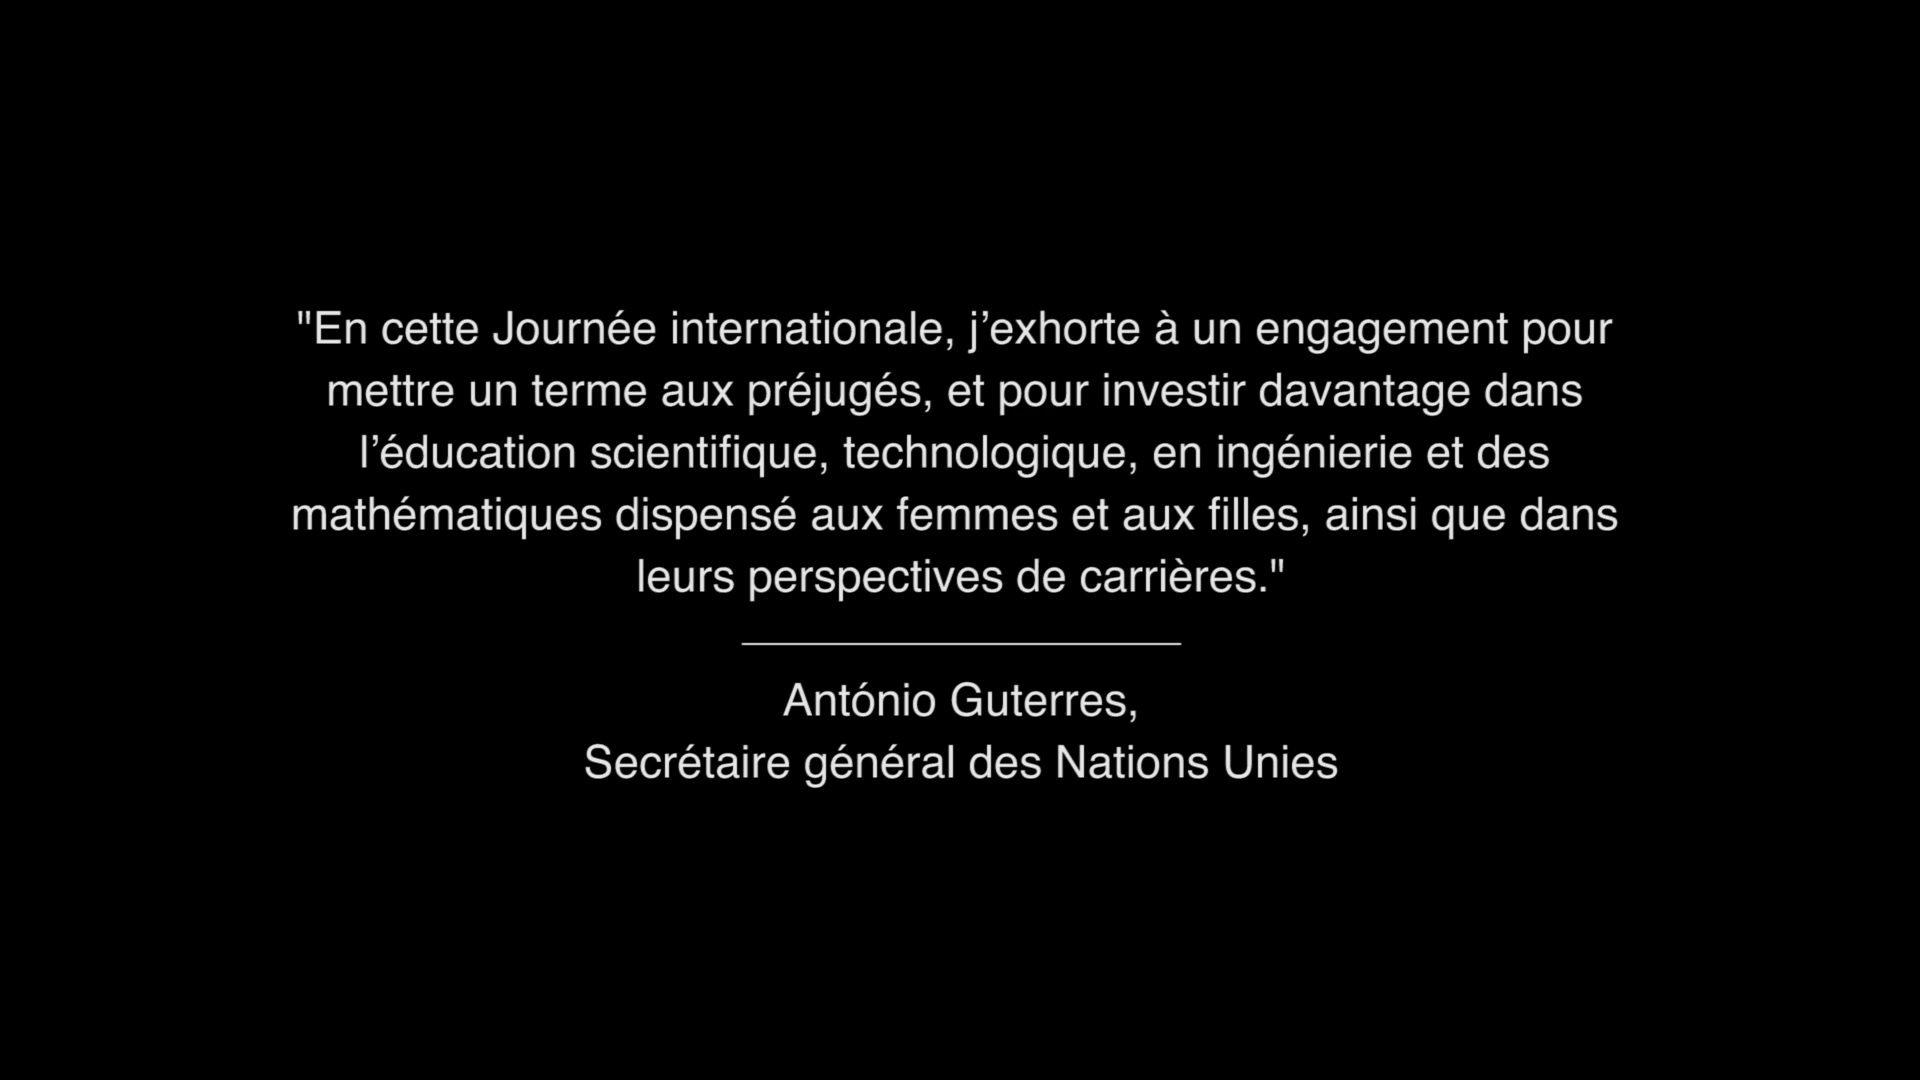 "En cette Journée internationale, j’exhorte à un engagement pour
mettre un terme aux préjugés, et pour investir davantage dans
l’éducation scientifique, technologique, en ingénierie et des
mathématiques dispensé aux femmes et aux filles, ainsi que dans
leurs perspectives de carrières."
António Guterres,
Secrétaire général des Nations Unies